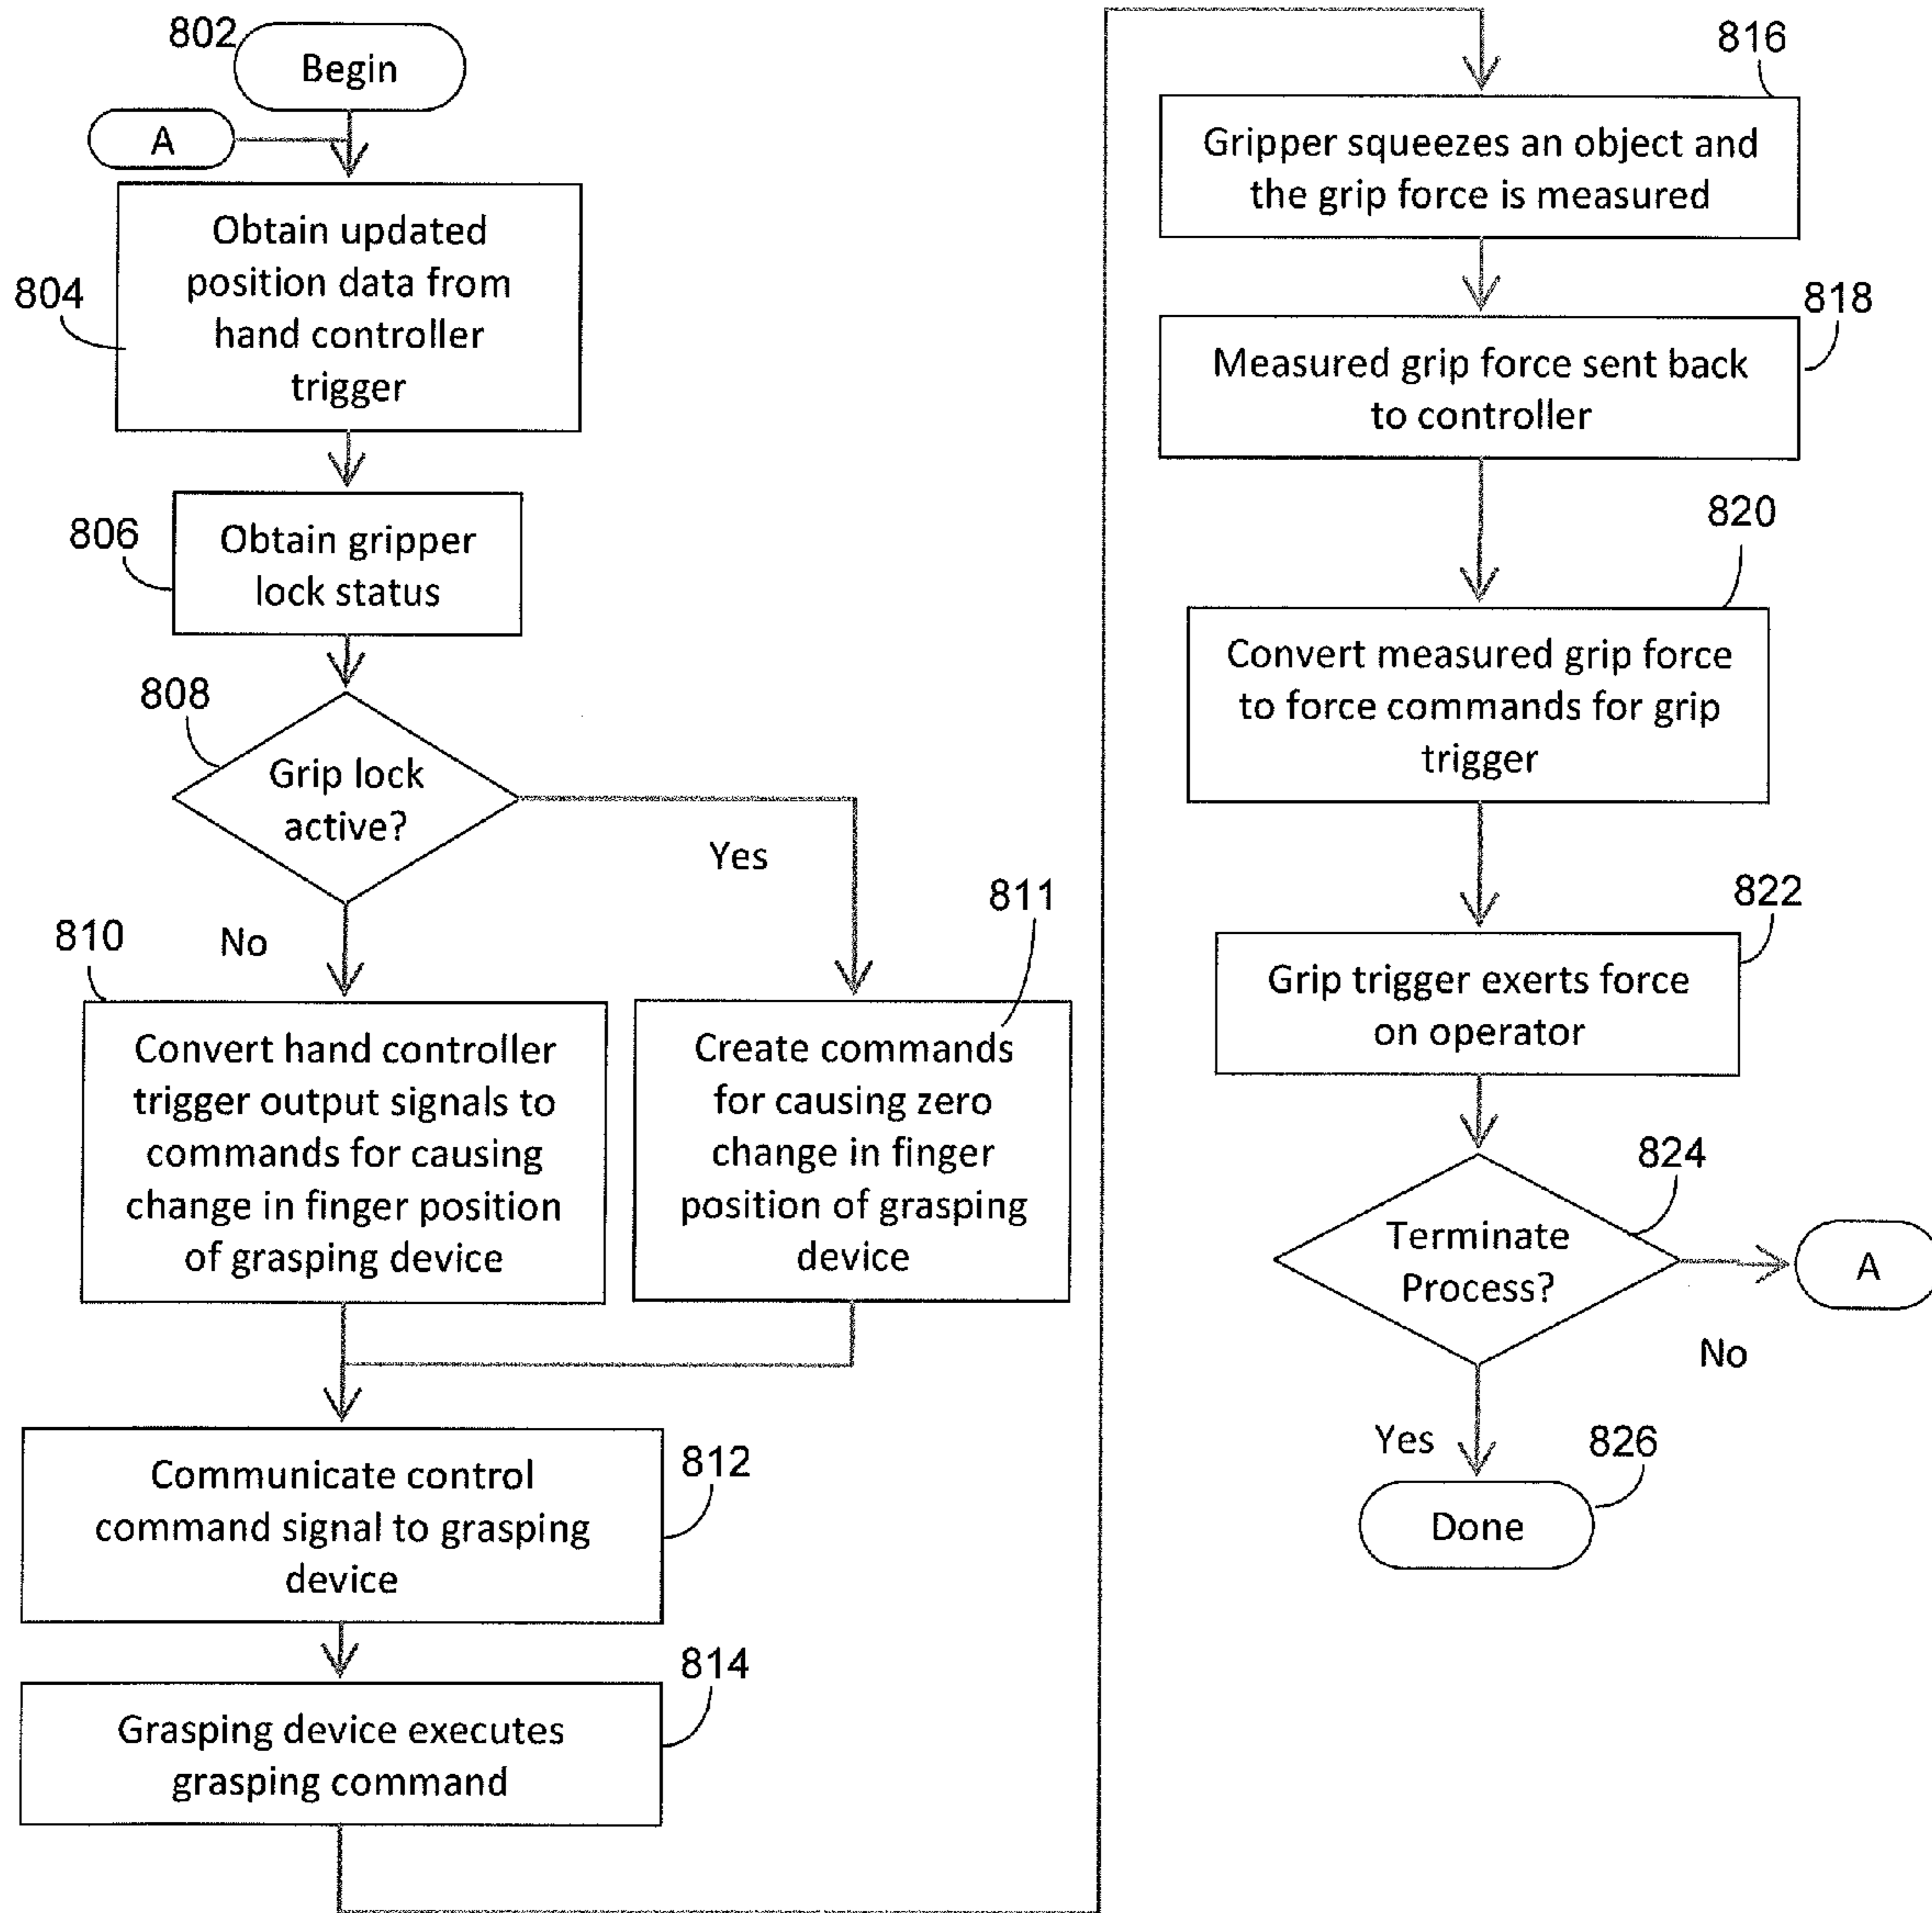 802
Begin
A
804
Obtain updated
position data from
hand controller
trigger
806
Obtain gripper
lock status
808
Grip lock
active?
Yes
No
810
Convert hand controller
trigger output signals to
commands for causing
change in finger position
of grasping device
811
Create commands
for causing zero
change in finger
position of grasping
device
812
Communicate control
command signal to grasping
device
814
Grasping device executes
grasping command
816
Gripper squeezes an object and
the grip force is measured
818
Measured grip force sent back
to controller
820
Convert measured grip force
to force commands for grip
trigger
822
Grip trigger exerts force
on operator
824
Terminate
Process?
A
No
Yes
826
Done